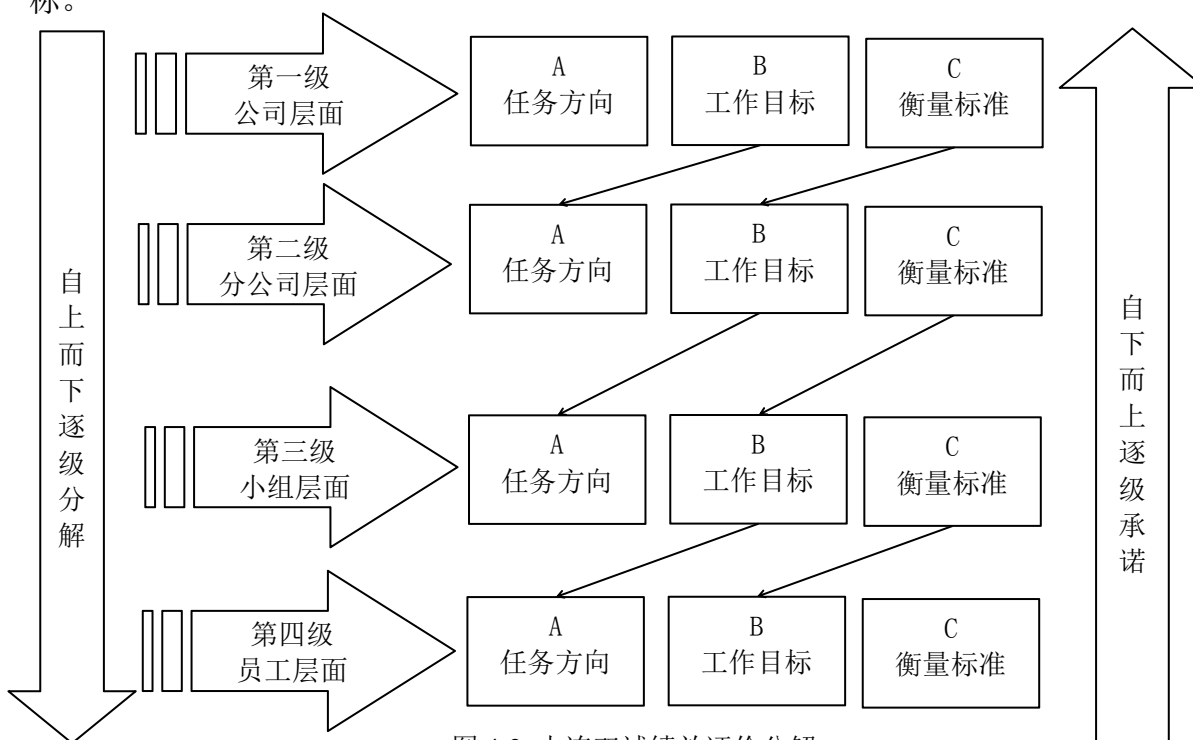 标。
第一级
公司层面
A
任务方向
B
工作目标
C
衡量标准
第二级
分公司层面
A
任务方向
B
工作目标
C
衡量标准
自上而下逐级分解
自下而上逐级承诺
第三级
小组层面
A
任务方向
B
工作目标
C
衡量标准
第四级
员工层面
A
任务方向
B
工作目标
C
衡量标准